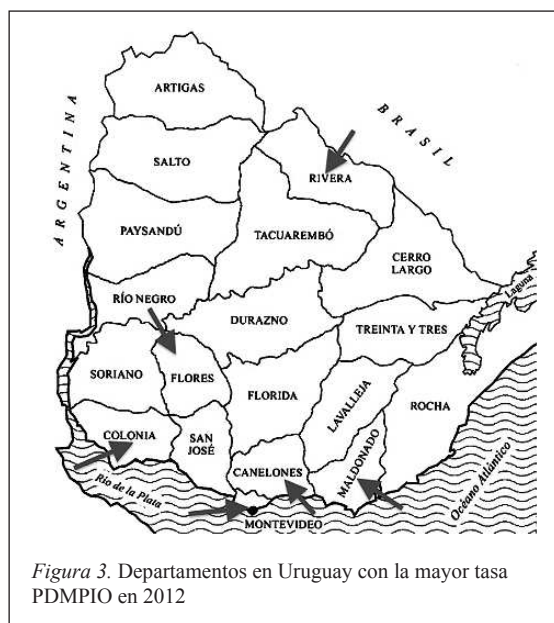 ARTIGAS
SALTO
PAYSANDÚ
RÍO NEGRO
SORIANO
COLONIA
FLORES
SAN
JOSÉ
DURAZNO
FLORIDA
CANELONES
MONTEVIDEO
TACUAREMBÓ
RIVERA
CERRO
LARGO
TREINTA Y TRES
LAVALLEJA
MALDONADO
ROCHA
ARGENTINA
BRASIL
Laguna
Río de la Plata
Océano Atlántico
Figura 3. Departamentos en Uruguay con la mayor tasa
PDMPIO en 2012